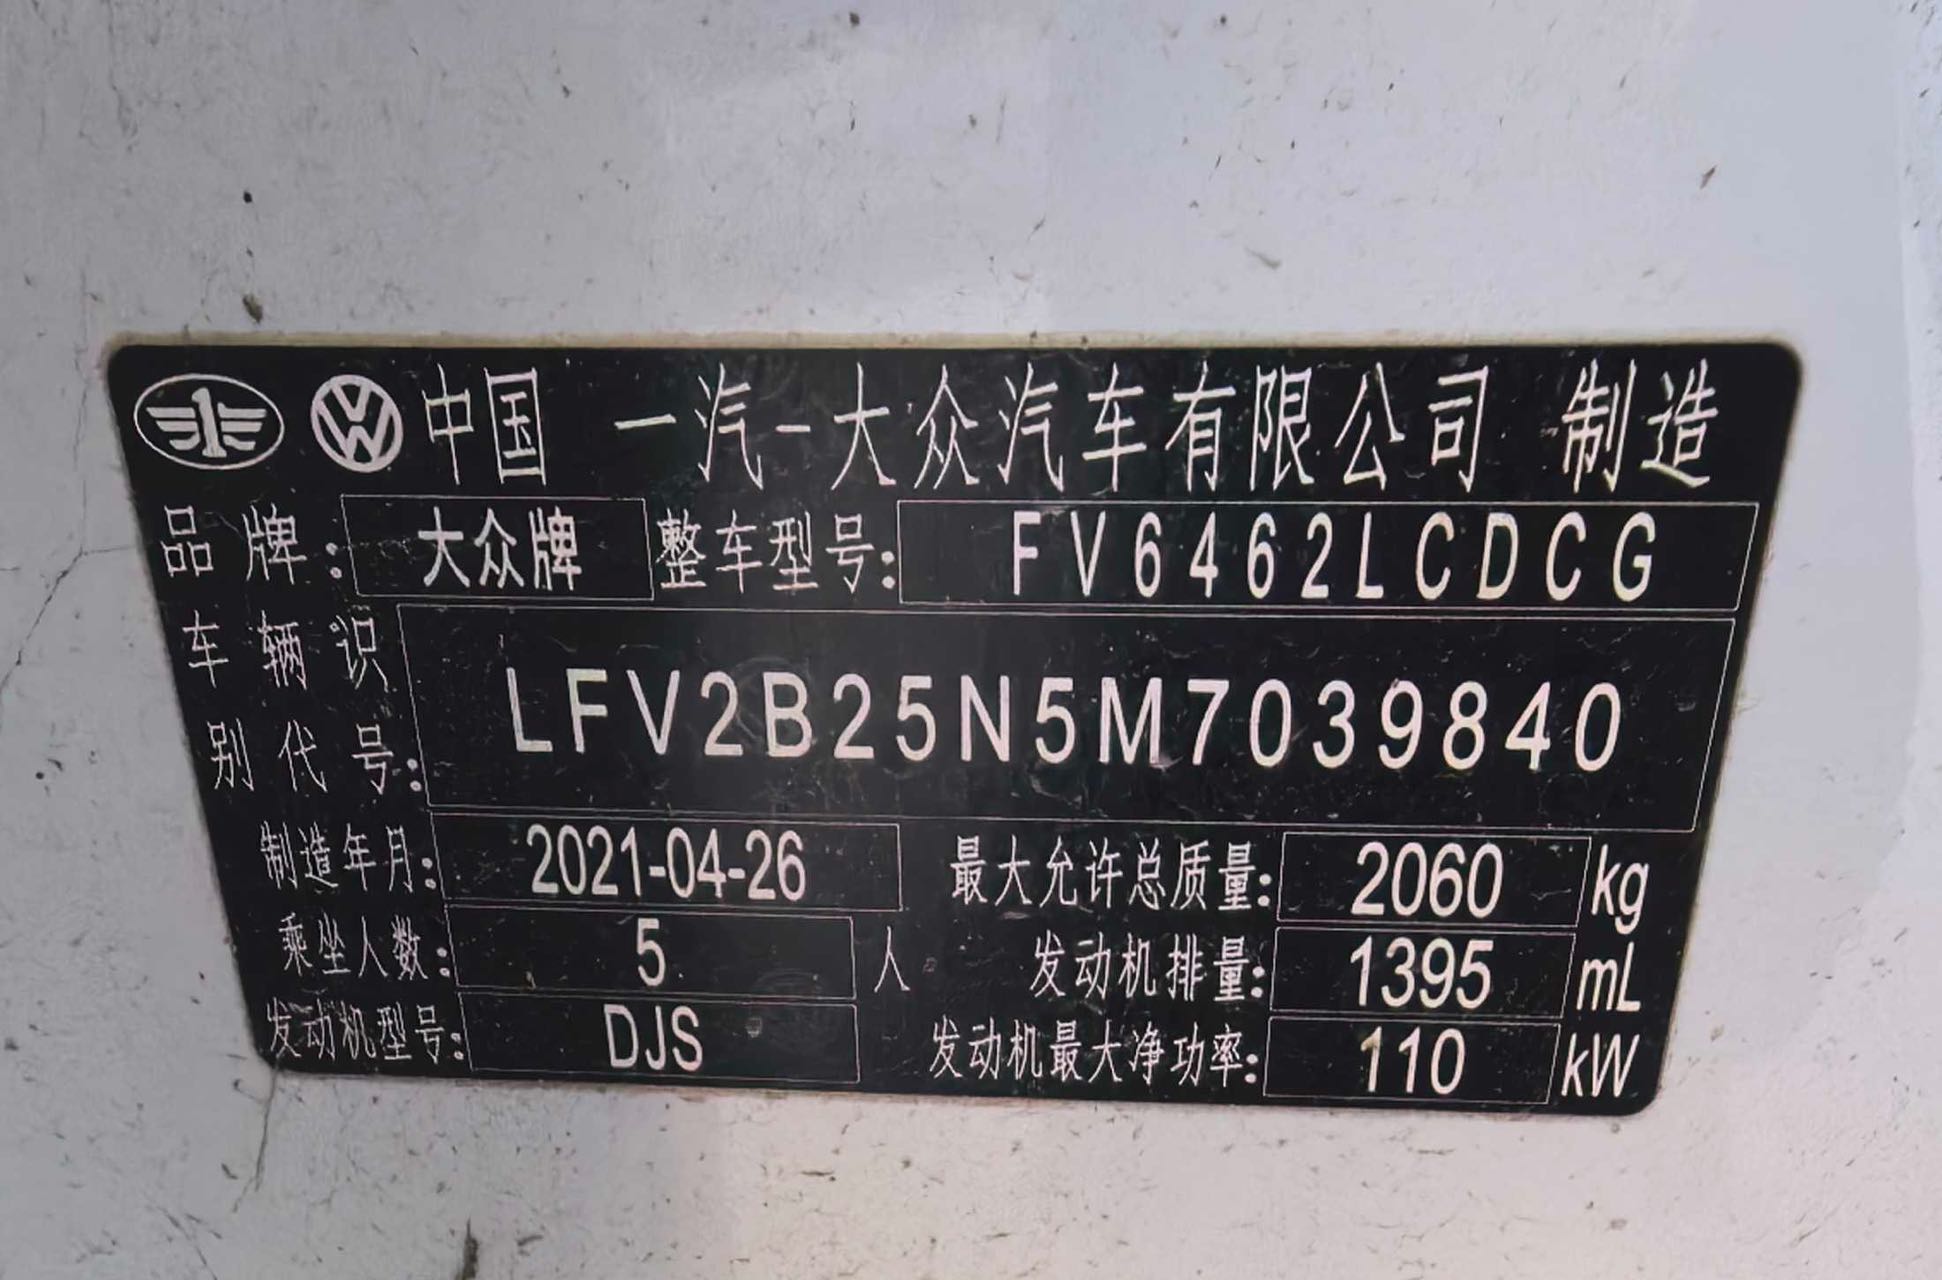 中国 一汽-大众汽车有限公司 制造
品牌: 大众牌 整车型号: FV6462LCDCG
车辆识
别代号: LFV2B25N5M7039840
制造年月: 2021-04-26 最大允许总质量: 2060 kg
乘坐人数: 5 人 发动机排量: 1395 mL
发动机型号: DJS 发动机最大净功率: 110 kW